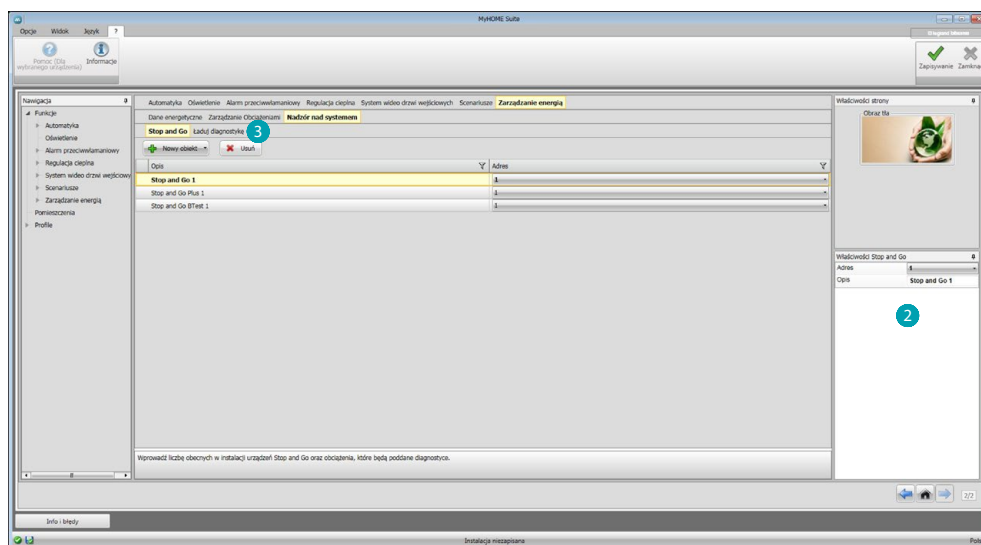 MyHOME Suite
Opcje Widok Język ?
Pomoc (Dla wybranego urządzenia)
Informacje
Zapisywanie Zamknąć
Nawigacja
Funkcje
Automatyka
Oświetlenie
Alarm przeciwwłamaniowy
Regulacja ciepłna
System wideo drzwi wejściowy
Scenariusze
Zarządzanie energią
Pomieszczenia
Profile
Automatyka Oświetlenie Alarm przeciwwłamaniowy Regulacja ciepłna System wideo drzwi wejściowych Scenariusze Zarządzanie energią
Dane energetyczne Zarządzanie Obciążeniami Nadzór nad systemem
Stop and Go Ładuj diagnostykę 3
Nowy obiekt Usuń
Opis Adres
Stop and Go 1 1
Stop and Go Plus 1 1
Stop and Go BTest 1 1
Wprowadź liczbę obecnych w instalacji urządzeń Stop and Go oraz obciążenia, które będą poddane diagnostyce.
Właściwości strony
Obraz tła
Właściwości Stop and Go
Adres 1
Opis Stop and Go 1
2
2/2
Info i błędy
Instalacja niezapisana